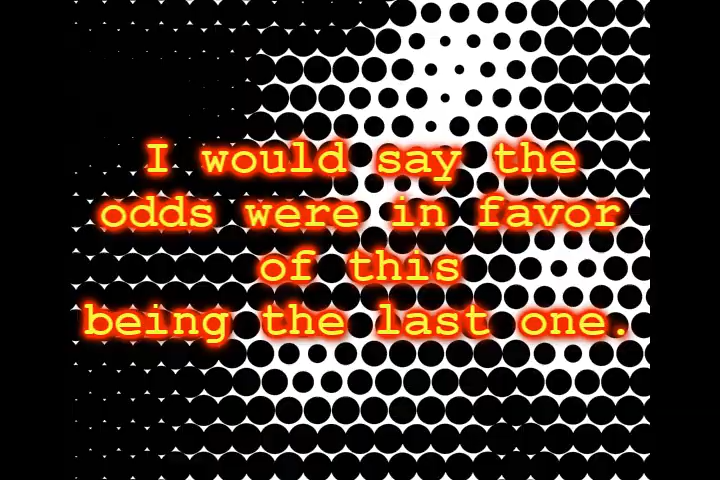 I would say the
odds were in favor
of this
being the last one.